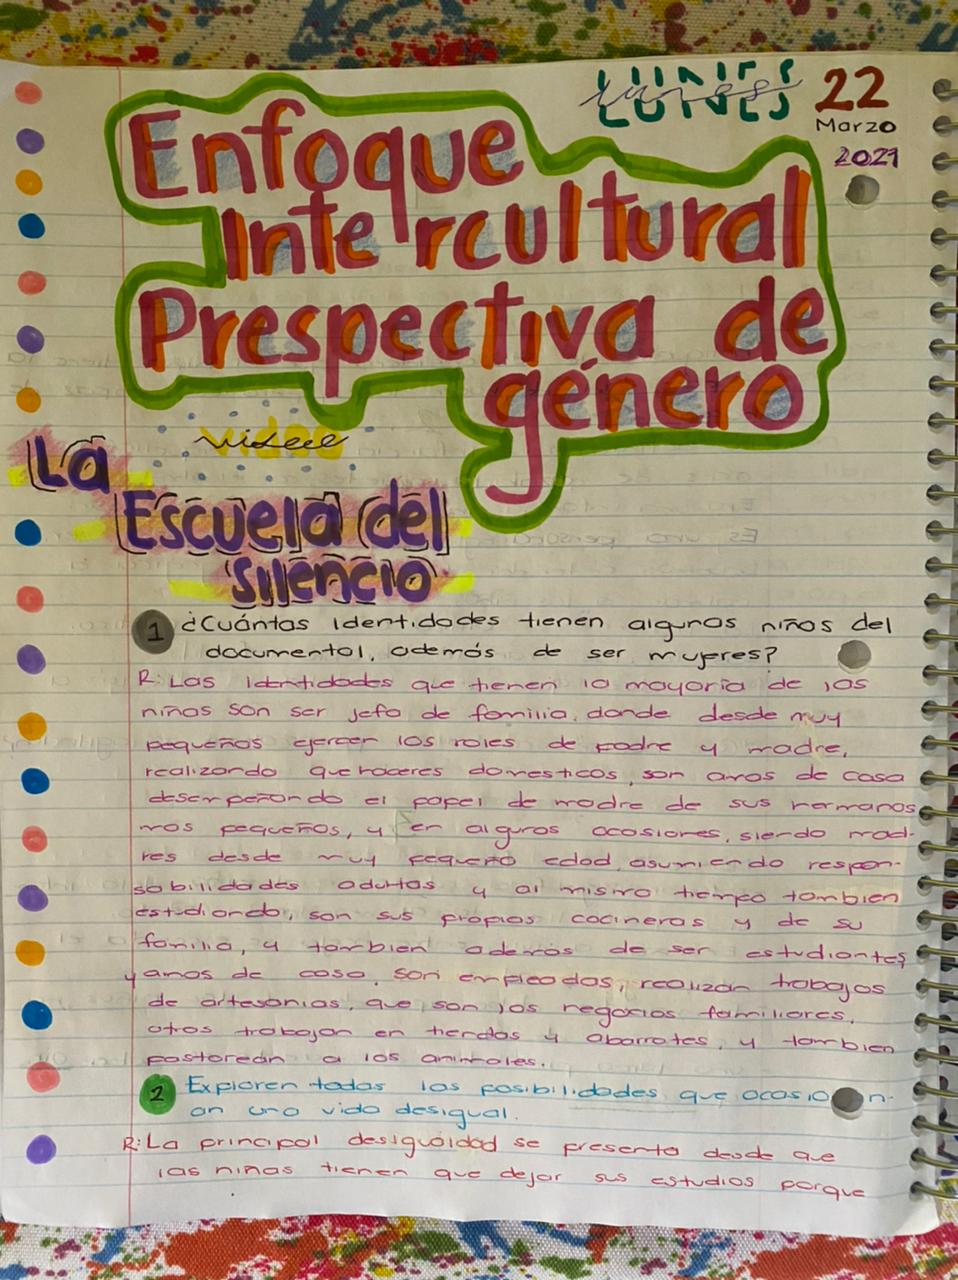 LUNES 22
Marzo
2021
Enfoque
Intercultural
Prespectiva de
género
video
La
Escuela del
Silencio
1 ¿Cuántas identidades tienen algunas niñas del
documental, además de ser mujeres?
R: Las identidades que tienen la mayoría de las
niñas son ser jefa de familia, donde desde muy
pequeñas ejercen los roles de padre y madre,
realizando quehaceres domesticos, son amas de casa
desempeñando el papel de madre de sus hermanos
mas pequeños, y en algunas ocasiones, siendo mad-
res desde muy pequeña edad, asumiendo respon-
sabilidades adultas y al mismo tiempo tambien
estudiando, son sus propias cocineras y de su
familia, y tambien además de ser estudiantes
y amas de casa, son empleadas, realizan trabajos
de artesanias, que son los negocios familiares,
otras trabajan en tiendas y abarrotes, y tambien
pastorean a los animales.
2 Exploren todas las posibilidades que ocasion-
an una vida desigual.
R: La principal desigualdad se presenta desde que
las niñas tienen que dejar sus estudios porque